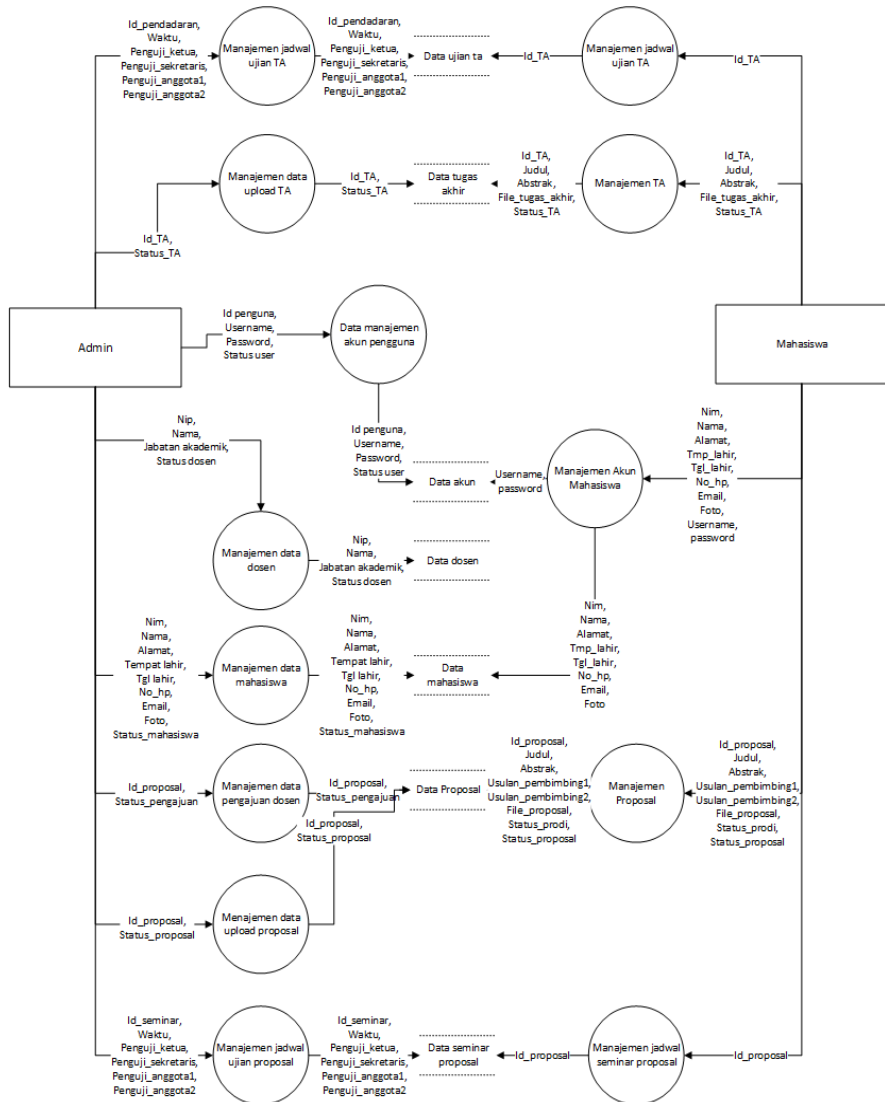 Id_pendadaran,
Waktu,
Penguji_ketua,
Penguji_sekretaris,
Penguji_anggota1,
Penguji_anggota2
Manajemen jadwal
ujian TA
Id_pendadaran,
Waktu,
Penguji_ketua,
Penguji_sekretaris,
Penguji_anggota1,
Penguji_anggota2
Data ujian ta
Id_TA
Manajemen jadwal
ujian TA
Id_TA
Id_TA,
Status_TA
Manajemen data
upload TA
Id_TA,
Status_TA
Data tugas
akhir
Id_TA,
Judul,
Abstrak,
File_tugas_akhir,
Status_TA
Manajemen TA
Id_TA,
Judul,
Abstrak,
File_tugas_akhir,
Status_TA
Admin
Id penguna,
Username,
Password,
Status user
Data manajemen
akun pengguna
Mahasiswa
Id penguna,
Username,
Password,
Status user
Data akun
Username,
password
Manajemen Akun
Mahasiswa
Nim,
Nama,
Alamat,
Tmp_lahir,
Tgl_lahir,
No_hp,
Email,
Foto,
Username,
password
Nip,
Nama,
Jabatan akademik,
Status dosen
Manajemen data
dosen
Nip,
Nama,
Jabatan akademik,
Status dosen
Data dosen
Nim,
Nama,
Alamat,
Tmp_lahir,
Tgl_lahir,
No_hp,
Email,
Foto
Nim,
Nama,
Alamat,
Tempat lahir,
Tgl lahir,
No_hp,
Email,
Foto,
Status_mahasiswa
Manajemen data
mahasiswa
Nim,
Nama,
Alamat,
Tempat lahir,
Tgl lahir,
No_hp,
Email,
Foto,
Status_mahasiswa
Data
mahasiswa
Id_proposal,
Status_pengajuan
Manajemen data
pengajuan dosen
Id_proposal,
Status_pengajuan
Id_proposal,
Status_proposal
Data Proposal
Id_proposal,
Judul,
Abstrak,
Usulan_pembimbing1,
Usulan_pembimbing2,
File_proposal,
Status_prodi,
Status_proposal
Manajemen
Proposal
Id_proposal,
Judul,
Abstrak,
Usulan_pembimbing1,
Usulan_pembimbing2,
File_proposal,
Status_prodi,
Status_proposal
Id_proposal,
Status_proposal
Menajemen data
upload proposal
Id_seminar,
Waktu,
Penguji_ketua,
Penguji_sekretaris,
Penguji_anggota1,
Penguji_anggota2
Manajemen jadwal
ujian proposal
Id_seminar,
Waktu,
Penguji_ketua,
Penguji_sekretaris,
Penguji_anggota1,
Penguji_anggota2
Data seminar
proposal
Id_proposal
Manajemen jadwal
seminar proposal
Id_proposal